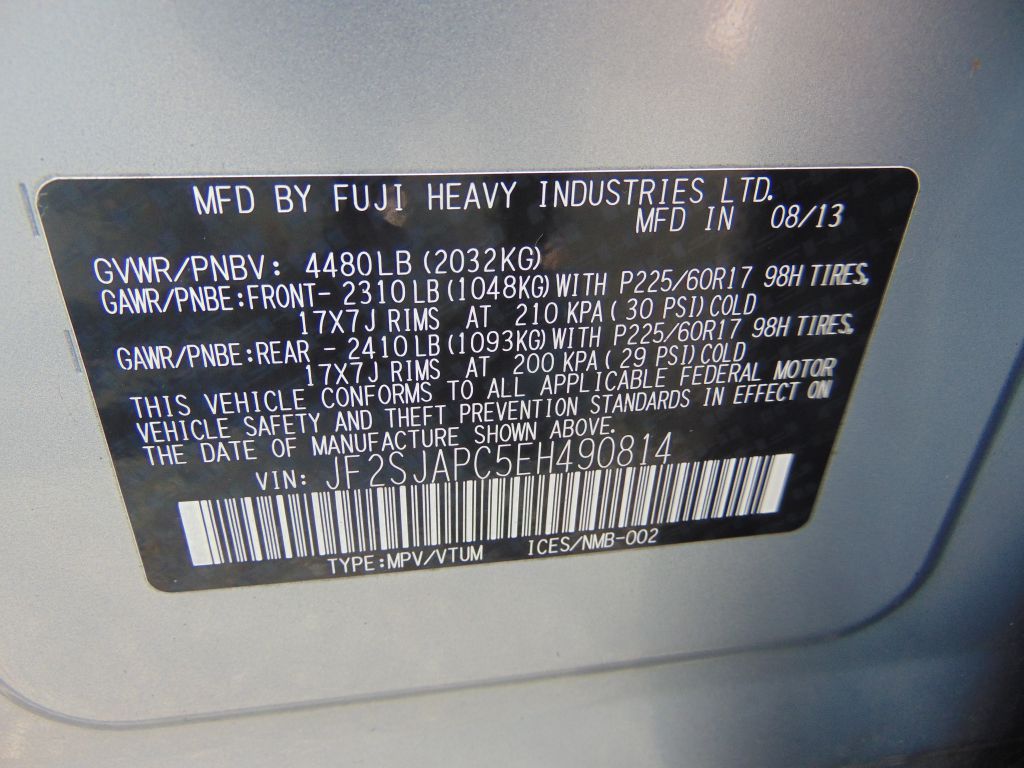 MFD BY FUJI HEAVY INDUSTRIES LTD.
MFD IN 08/13
GVWR/PNBV: 4480LB (2032KG)
GAWR/PNBE:FRONT- 2310LB (1048KG) WITH P225/60R17 98H TIRES,
17X7J RIMS AT 210 KPA( 30 PSI) COLD
GAWR/PNBE:REAR - 2410LB (1093KG) WITH P225/60R17 98H TIRES,
17X7J RIMS AT 200 KPA( 29 PSI) COLD
THIS VEHICLE CONFORMS TO ALL APPLICABLE FEDERAL MOTOR
VEHICLE SAFETY AND THEFT PREVENTION STANDARDS IN EFFECT ON
THE DATE OF MANUFACTURE SHOWN ABOVE.
VIN: JF2SJAPC5EH490814
TYPE:MPV/VTUM ICES/NMB-002